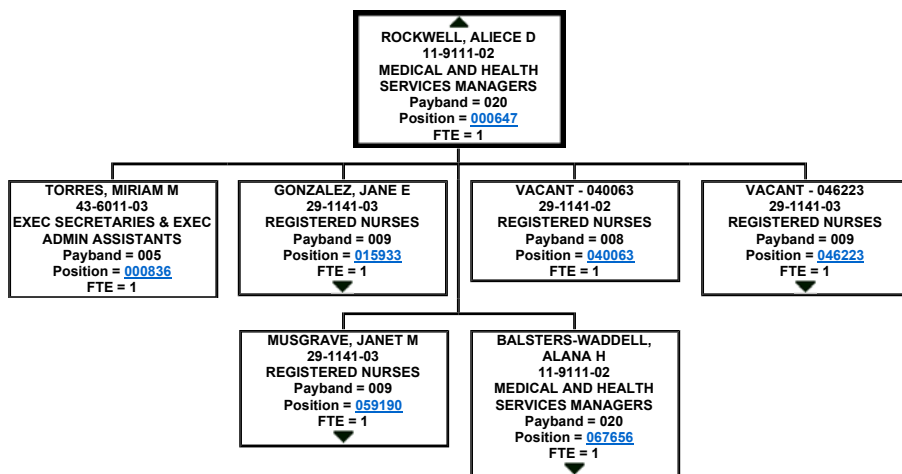 ROCKWELL, ALIECE D
11-9111-02
MEDICAL AND HEALTH
SERVICES MANAGERS
Payband = 020
Position = 000647
FTE = 1
TORRES, MIRIAM M
43-6011-03
EXEC SECRETARIES & EXEC
ADMIN ASSISTANTS
Payband = 005
Position = 000836
FTE = 1
GONZALEZ, JANE E
29-1141-03
REGISTERED NURSES
Payband = 009
Position = 015933
FTE = 1
VACANT - 040063
29-1141-02
REGISTERED NURSES
Payband = 008
Position = 040063
FTE = 1
VACANT - 046223
29-1141-03
REGISTERED NURSES
Payband = 009
Position = 046223
FTE = 1
MUSGRAVE, JANET M
29-1141-03
REGISTERED NURSES
Payband = 009
Position = 059190
FTE = 1
BALSTERS-WADDELL,
ALANA H
11-9111-02
MEDICAL AND HEALTH
SERVICES MANAGERS
Payband = 020
Position = 067656
FTE = 1